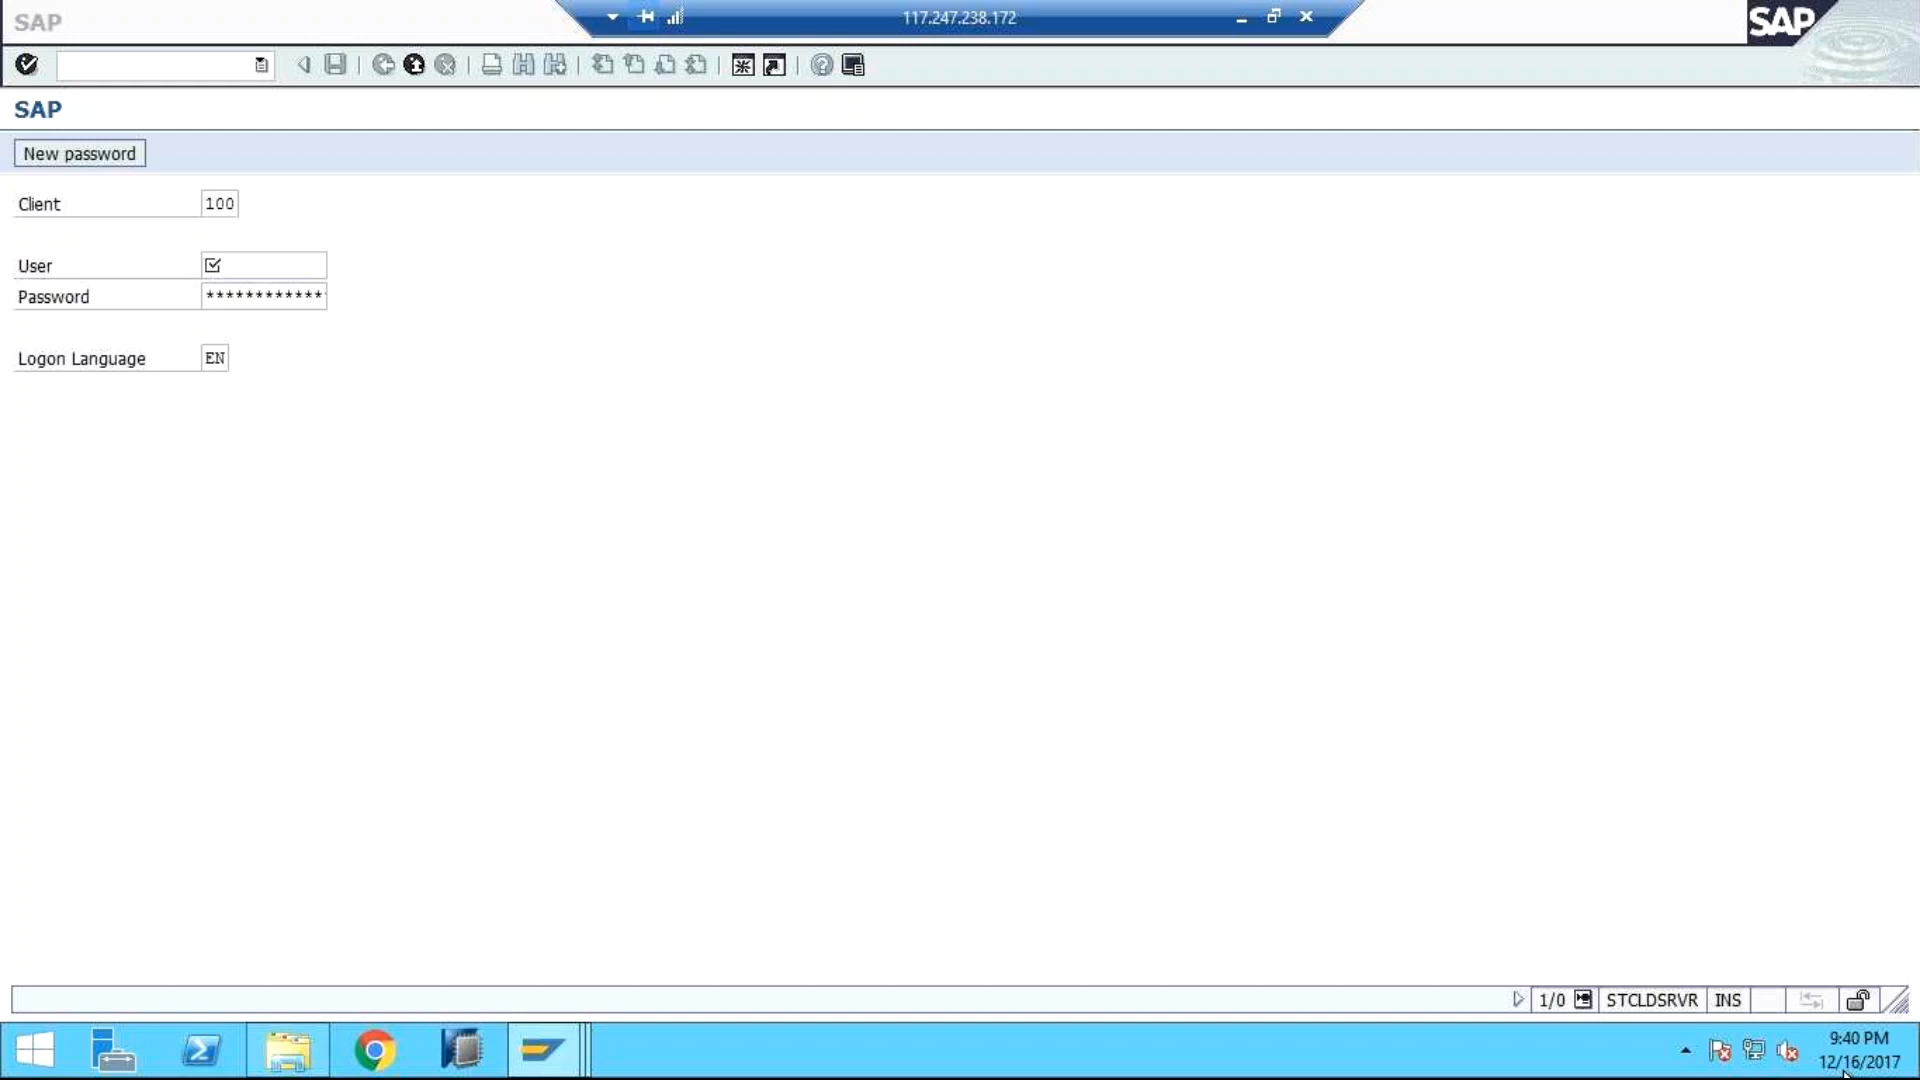 SAP
117.247.238.172
SAP
SAP
New password
Client 100
User
Password *************
Logon Language EN
1/0 STCLDSRVR INS
9:40 PM
12/16/2017